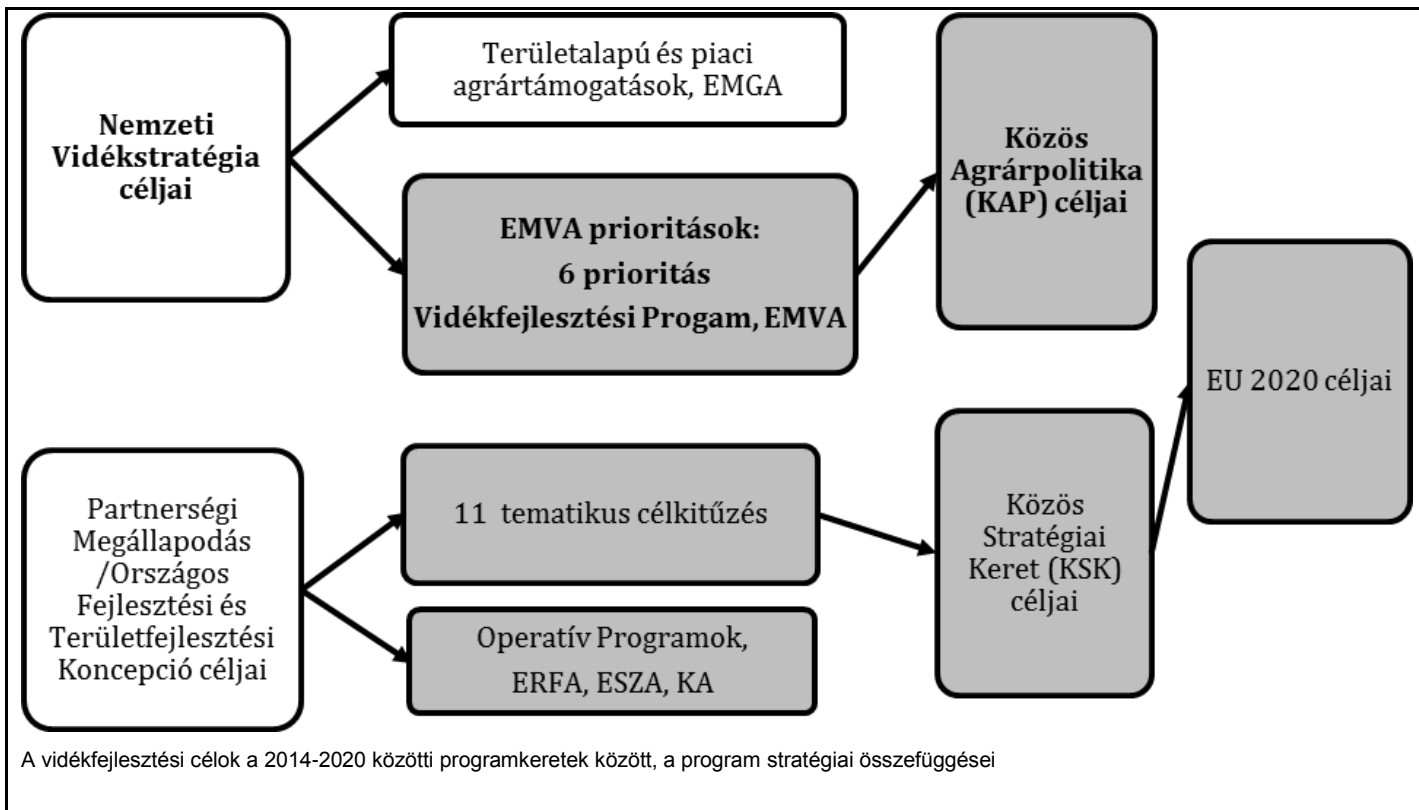 Nemzeti
Vidékstratégia
céljai
Területalapú és piaci
agrártámogatások, EMGA
EMVA prioritások:
6 prioritás
Vidékfejlesztési Progam, EMVA
Közös
Agrárpolitika
(KAP) céljai
EU 2020 céljai
Partnerségi
Megállapodás
/Országos
Fejlesztési és
Területfejlesztési
Koncepció céljai
11 tematikus célkitűzés
Operatív Programok,
ERFA, ESZA, KA
Közös
Stratégiai
Keret (KSK)
céljai
A vidékfejlesztési célok a 2014-2020 közötti programkeretek között, a program stratégiai összefüggései